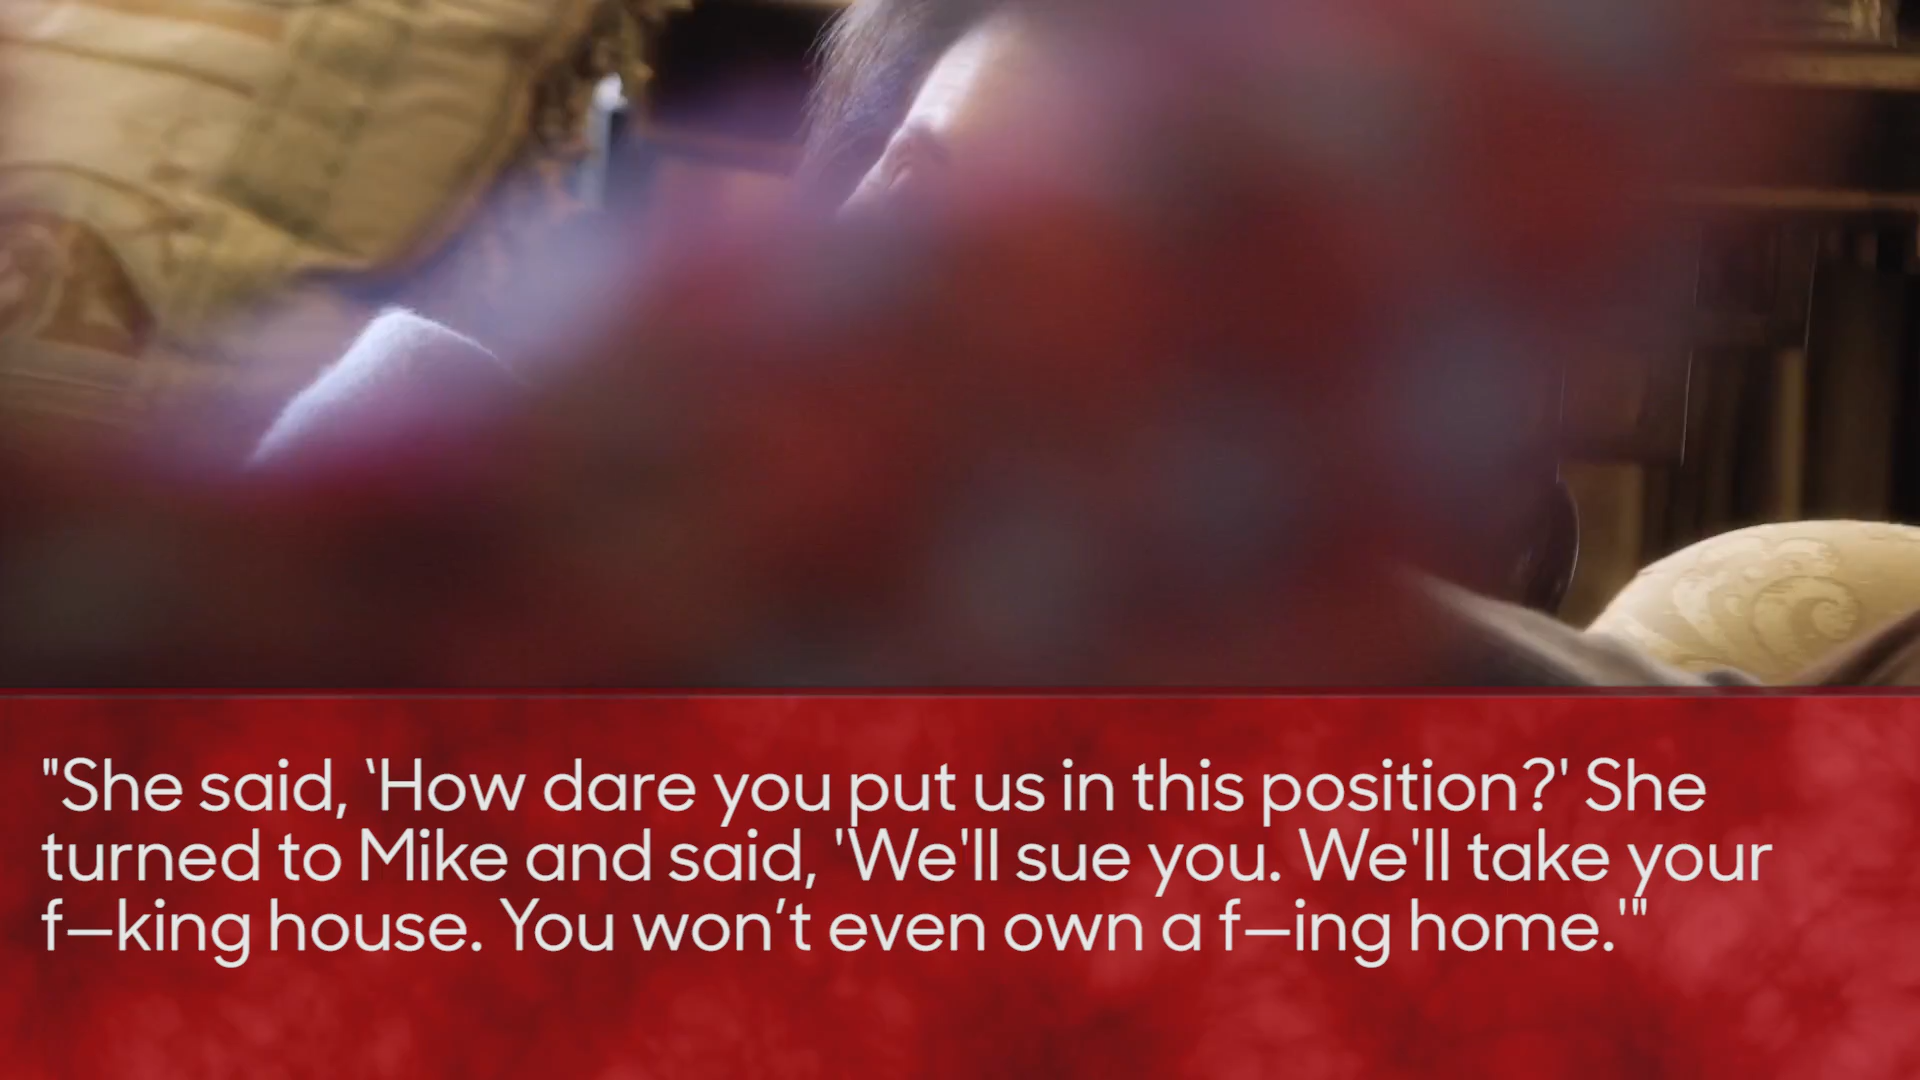 "She said, ‘How dare you put us in this position?' She
turned to Mike and said, 'We'll sue you. We'll take your
f—king house. You won’t even own a f—ing home.'"